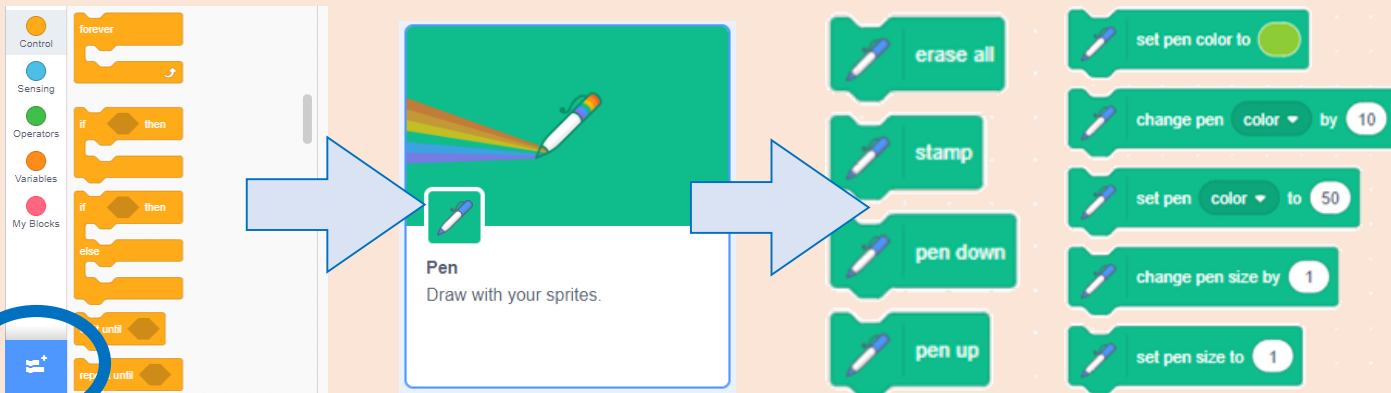 Control
Sensing
Operators
Variables
My Blocks
forever
if then
if then
else
until
until
Pen
Draw with your sprites.
erase all
stamp
pen down
pen up
set pen color to
change pen color by 10
set pen color to 50
change pen size by 1
set pen size to 1